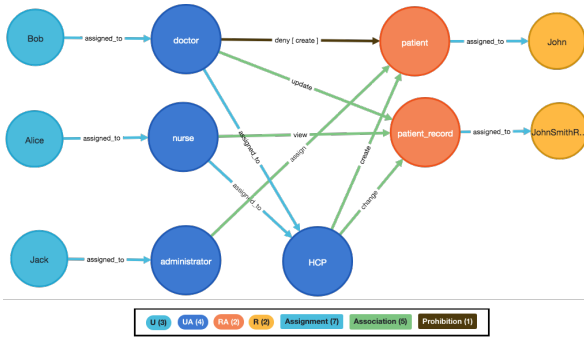 Bob
assigned_to
doctor
deny [ create ]
patient
assigned_to
John
update
Alice
assigned_to
nurse
view
patient_record
assigned_to
JohnSmithR...
assigned_to
assign
create
assigned_to
change
Jack
assigned_to
administrator
HCP
U (3)
UA (4)
RA (2)
R (2)
Assignment (7)
Association (5)
Prohibition (1)